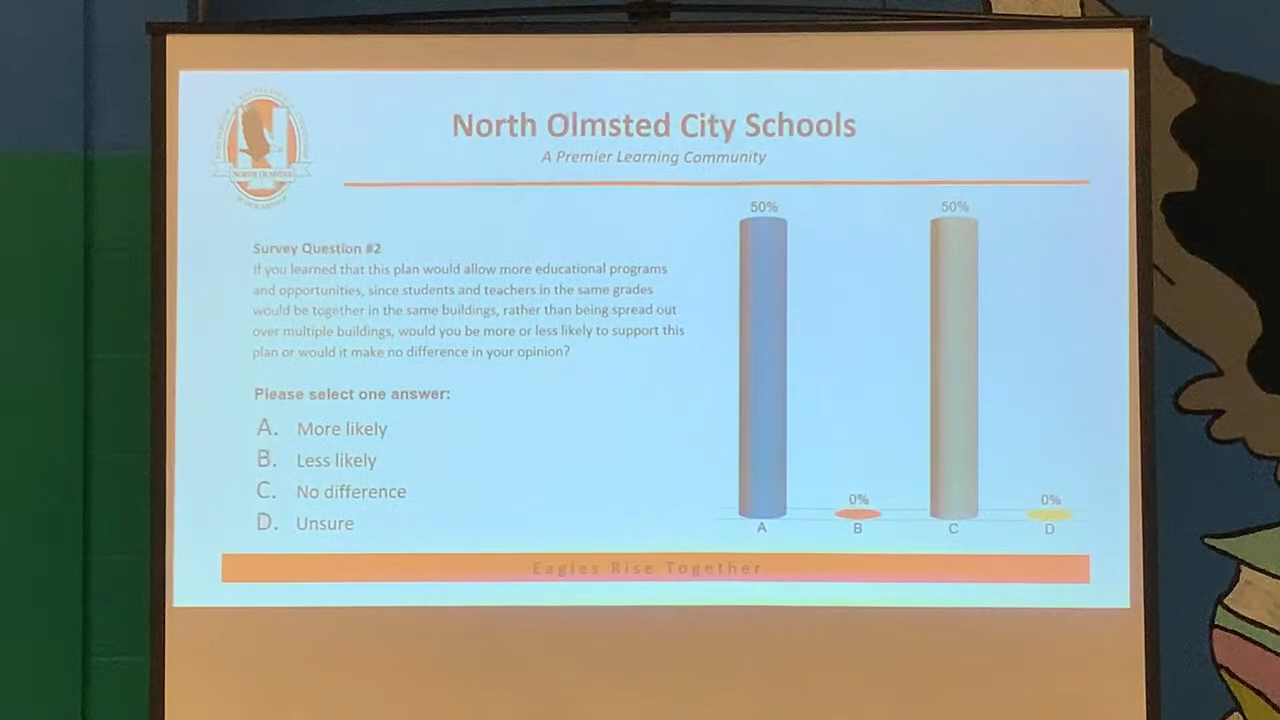 North Olmsted City Schools
A Premier Learning Community
NORTH OLMSTED
50%
50%
Survey Question #2
If you learned that this plan would allow more educational programs
and opportunities, since students and teachers in the same grades
would be together in the same buildings, rather than being spread out
over multiple buildings, would you be more or less likely to support this
plan or would it make no difference in your opinion?
Please select one answer:
A. More likely
B. Less likely
C. No difference
D. Unsure
0%
0%
A
B
C
D
Eagles Rise Together